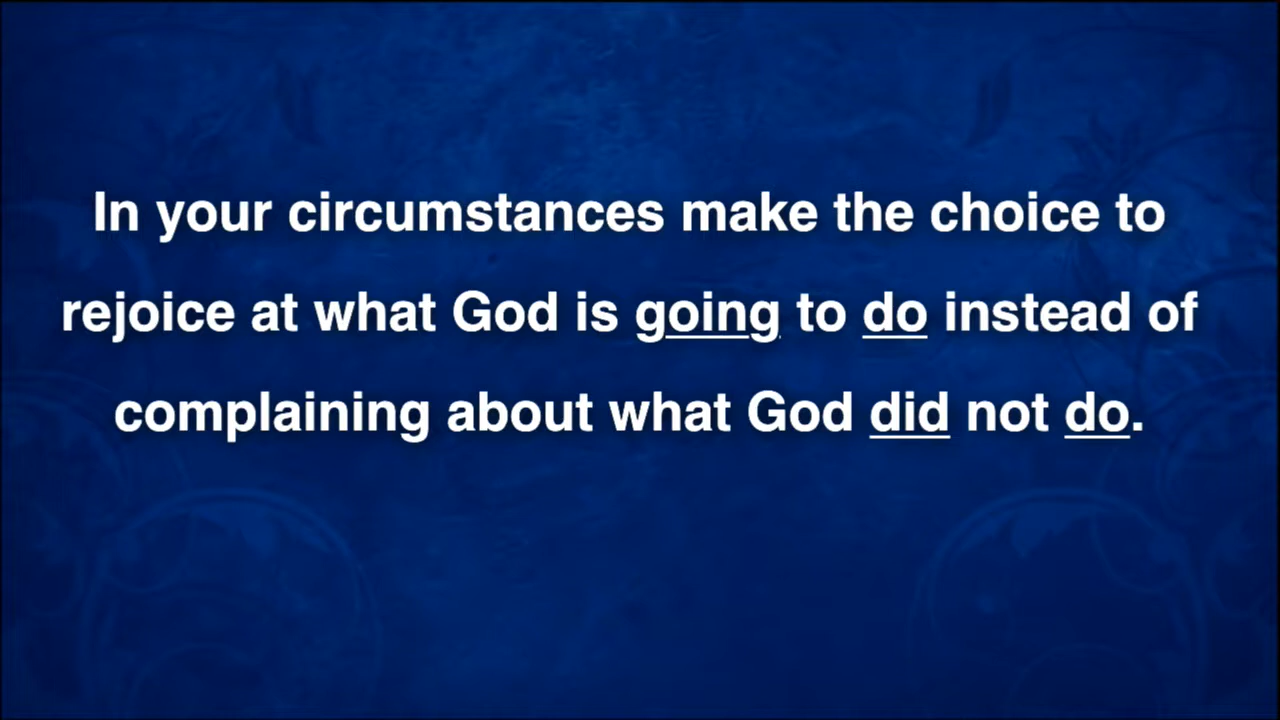 In your circumstances make the choice to
rejoice at what God is going to do instead of
complaining about what God did not do.